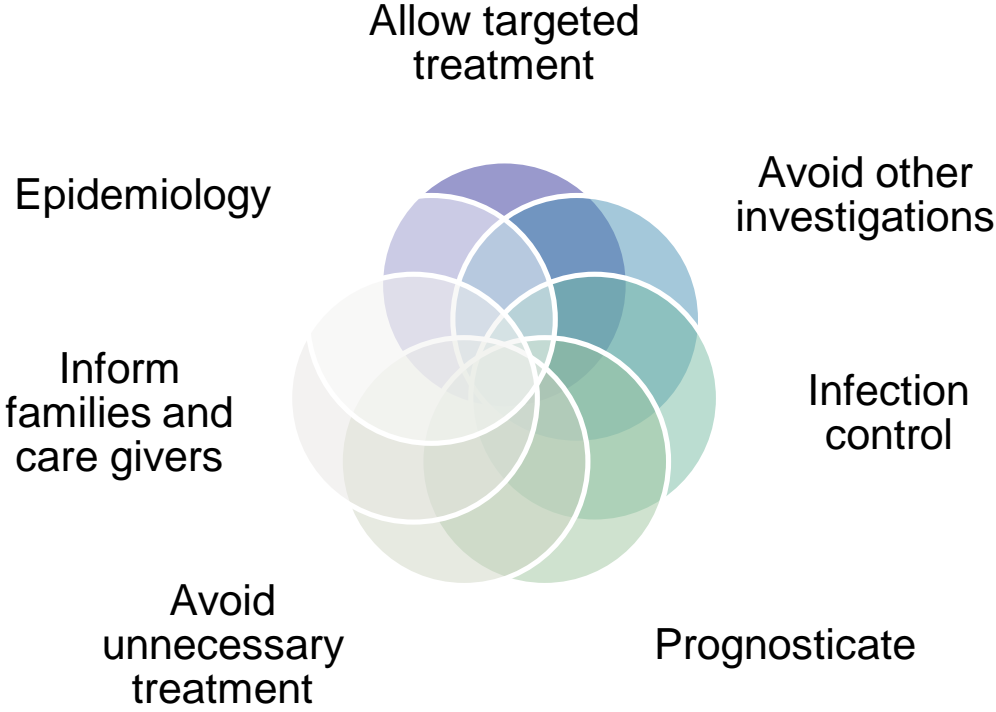 Allow targeted
treatment
Avoid other
investigations
Infection
control
Prognosticate
Avoid
unnecessary
treatment
Inform
families and
care givers
Epidemiology